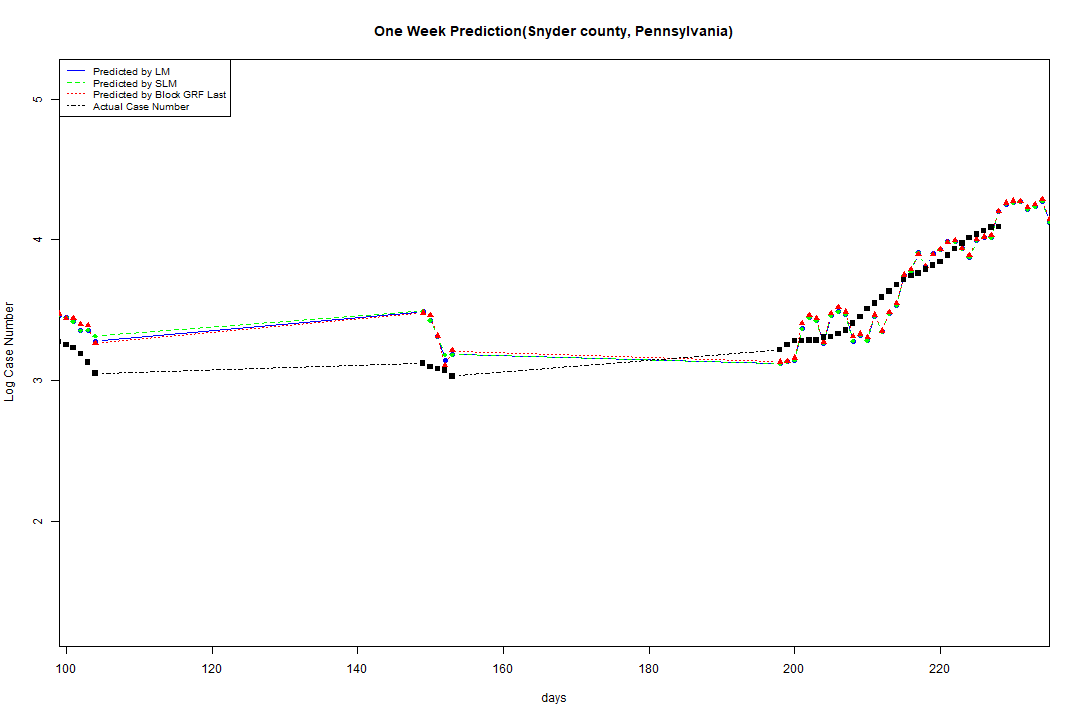 One Week Prediction(Snyder county, Pennsylvania)
Predicted by LM
Predicted by SLM
Predicted by Block GRF Last
Actual Case Number
5
4
3
2
Log Case Number
100 120 140 160 180 200 220
days